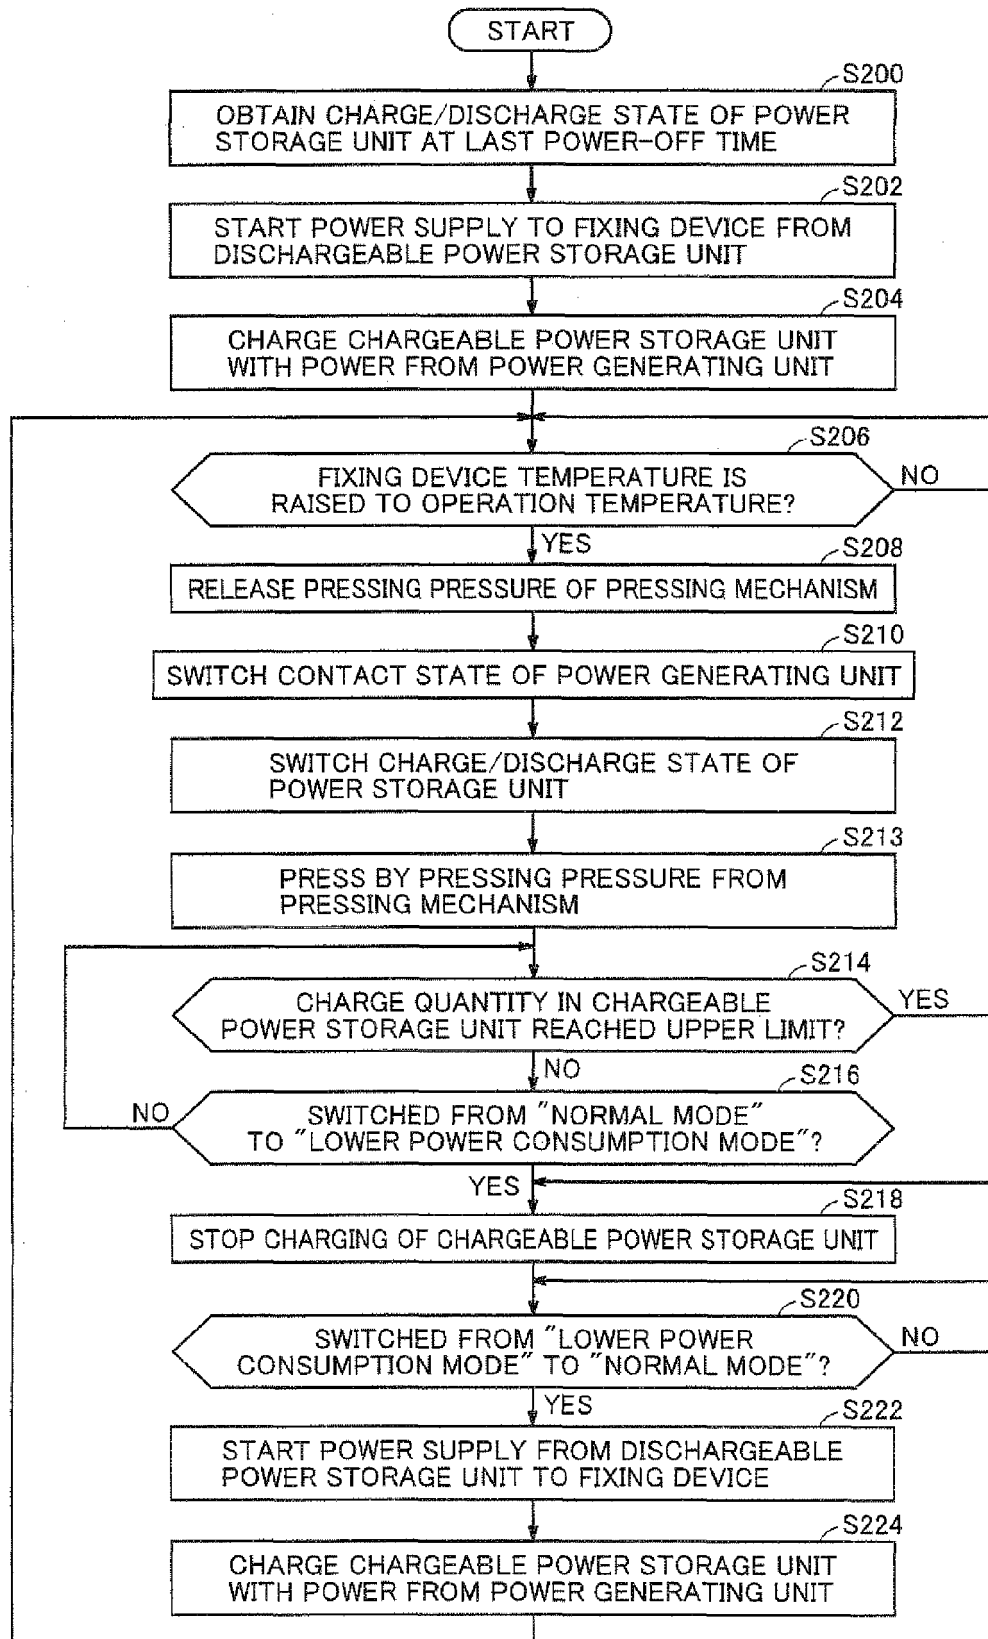 START
S200
OBTAIN CHARGE/DISCHARGE STATE OF POWER
STORAGE UNIT AT LAST POWER-OFF TIME
S202
START POWER SUPPLY TO FIXING DEVICE FROM
DISCHARGEABLE POWER STORAGE UNIT
S204
CHARGE CHARGEABLE POWER STORAGE UNIT
WITH POWER FROM POWER GENERATING UNIT
S206
FIXING DEVICE TEMPERATURE IS
RAISED TO OPERATION TEMPERATURE?
NO
YES
S208
RELEASE PRESSING PRESSURE OF PRESSING MECHANISM
S210
SWITCH CONTACT STATE OF POWER GENERATING UNIT
S212
SWITCH CHARGE/DISCHARGE STATE OF
POWER STORAGE UNIT
S213
PRESS BY PRESSING PRESSURE FROM
PRESSING MECHANISM
S214
CHARGE QUANTITY IN CHARGEABLE
POWER STORAGE UNIT REACHED UPPER LIMIT?
YES
NO
S216
SWITCHED FROM "NORMAL MODE"
TO "LOWER POWER CONSUMPTION MODE"?
NO
YES
S218
STOP CHARGING OF CHARGEABLE POWER STORAGE UNIT
S220
SWITCHED FROM "LOWER POWER
CONSUMPTION MODE" TO "NORMAL MODE"?
NO
YES
S222
START POWER SUPPLY FROM DISCHARGEABLE
POWER STORAGE UNIT TO FIXING DEVICE
S224
CHARGE CHARGEABLE POWER STORAGE UNIT
WITH POWER FROM POWER GENERATING UNIT